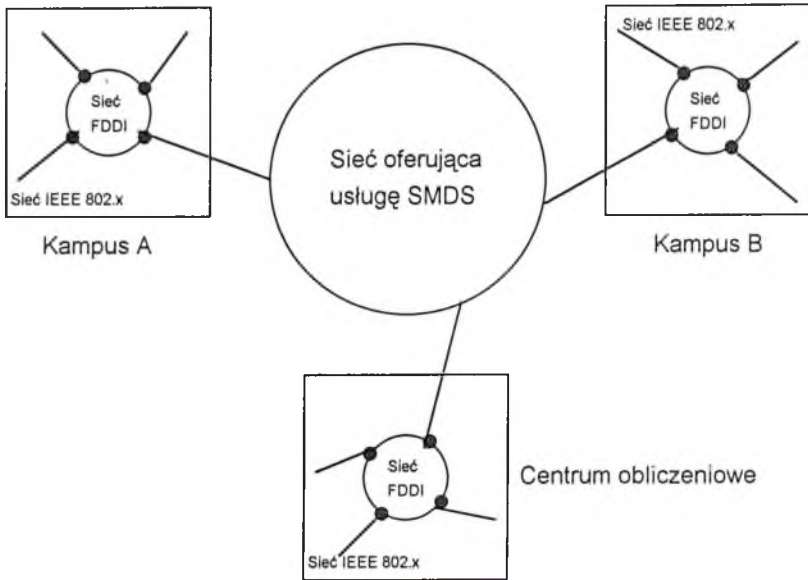 Sieć
FDDI
Sieć IEEE 802.x
Kampus A
Sieć oferująca
usługę SMDS
Sieć IEEE 802.x
Sieć
FDDI
Kampus B
Sieć
FDDI
Sieć IEEE 802.x
Centrum obliczeniowe